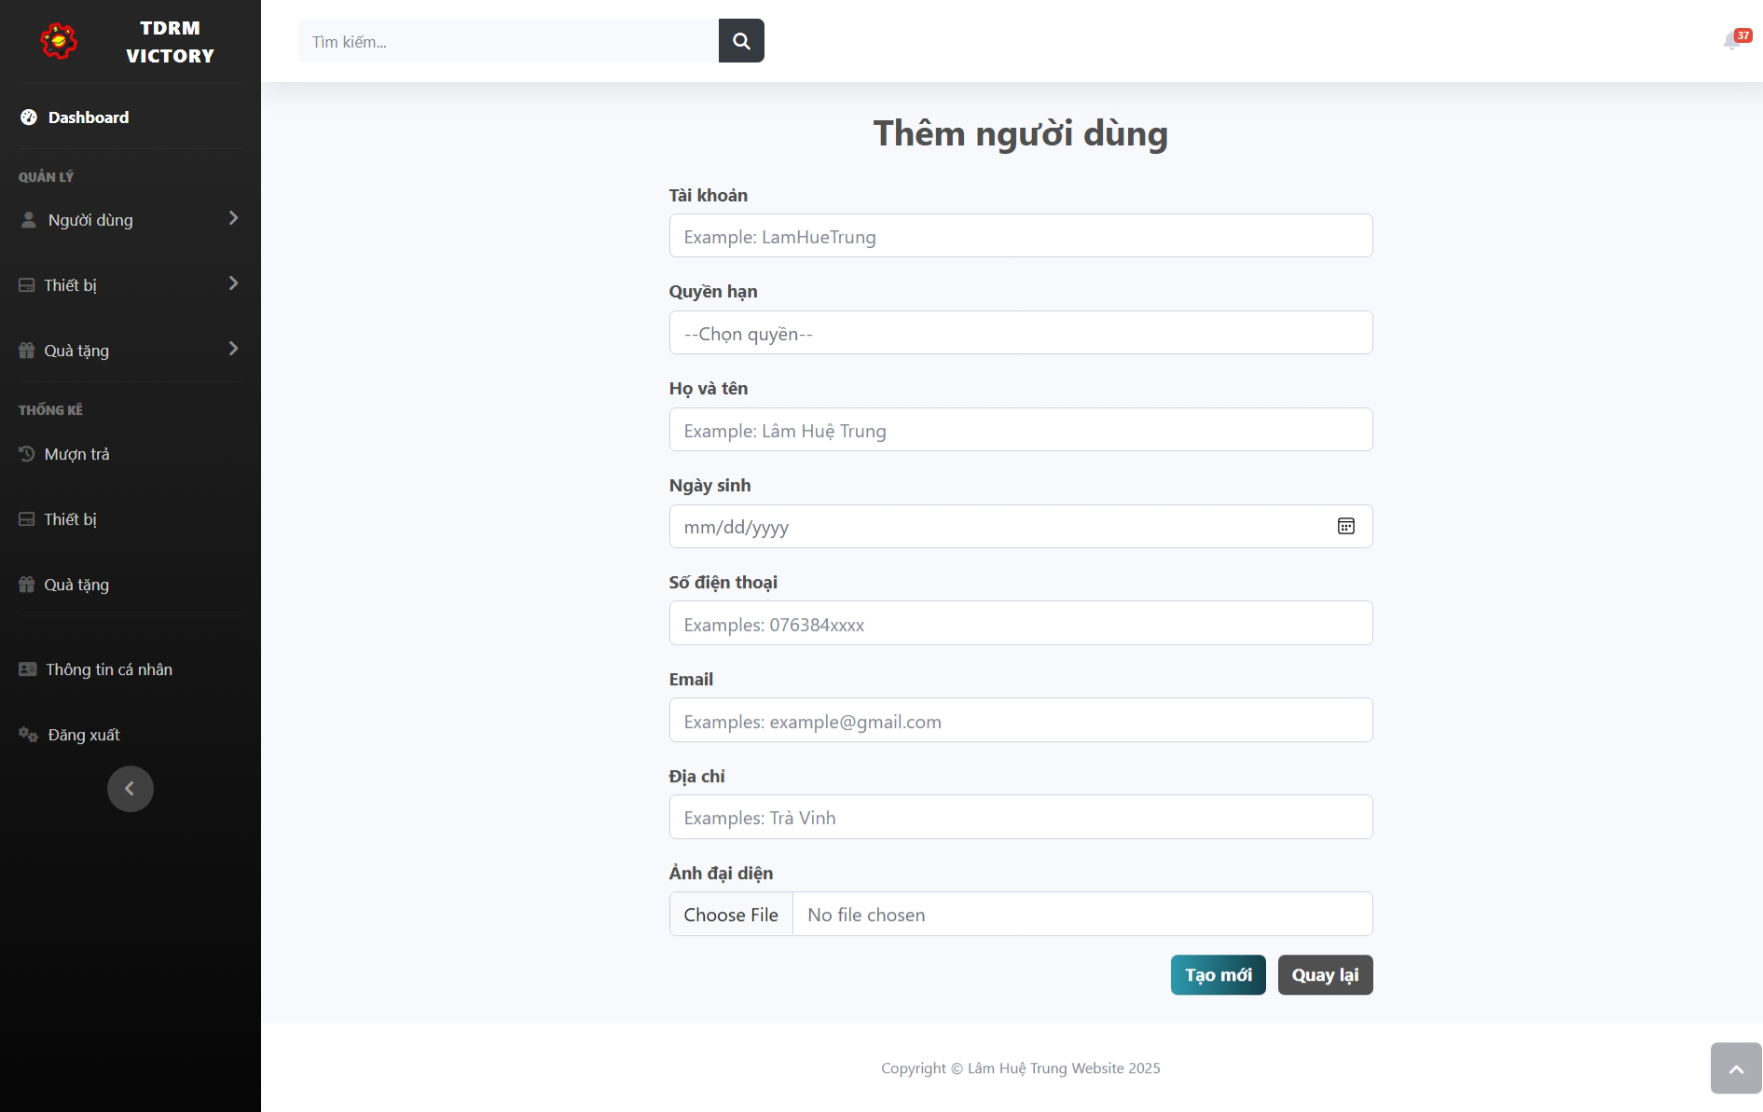 TDRM
VICTORY
Dashboard
QUẢN LÝ
Người dùng
Thiết bị
Quà tặng
THỐNG KÊ
Mượn trả
Thiết bị
Quà tặng
Thông tin cá nhân
Đăng xuất
Tìm kiếm...
37
Thêm người dùng
Tài khoản
Example: LamHueTrung
Quyền hạn
--Chọn quyền--
Họ và tên
Example: Lâm Huệ Trung
Ngày sinh
mm/dd/yyyy
Số điện thoại
Examples: 076384xxxx
Email
Examples: example@gmail.com
Địa chỉ
Examples: Trà Vinh
Ảnh đại diện
Choose File No file chosen
Tạo mới Quay lại
Copyright © Lâm Huệ Trung Website 2025